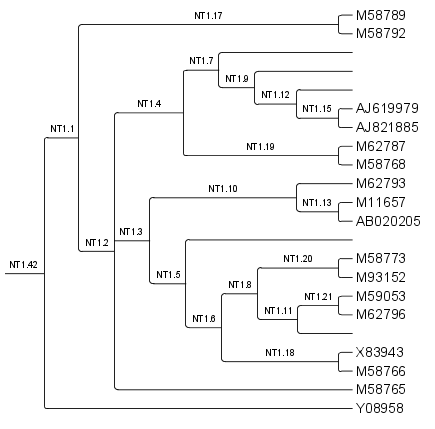 NT1.17
M58789
M58792
NT1.7
NT1.9
NT1.12
NT1.4
NT1.15
AJ619979
AJ821885
NT1.1
NT1.19
M62787
M58768
NT1.10
M62793
NT1.13
M11657
AB020205
NT1.3
NT1.2
NT1.42
NT1.20
M58773
M93152
NT1.5
NT1.8
NT1.21
M59053
NT1.11
M62796
NT1.6
NT1.18
X83943
M58766
M58765
Y08958